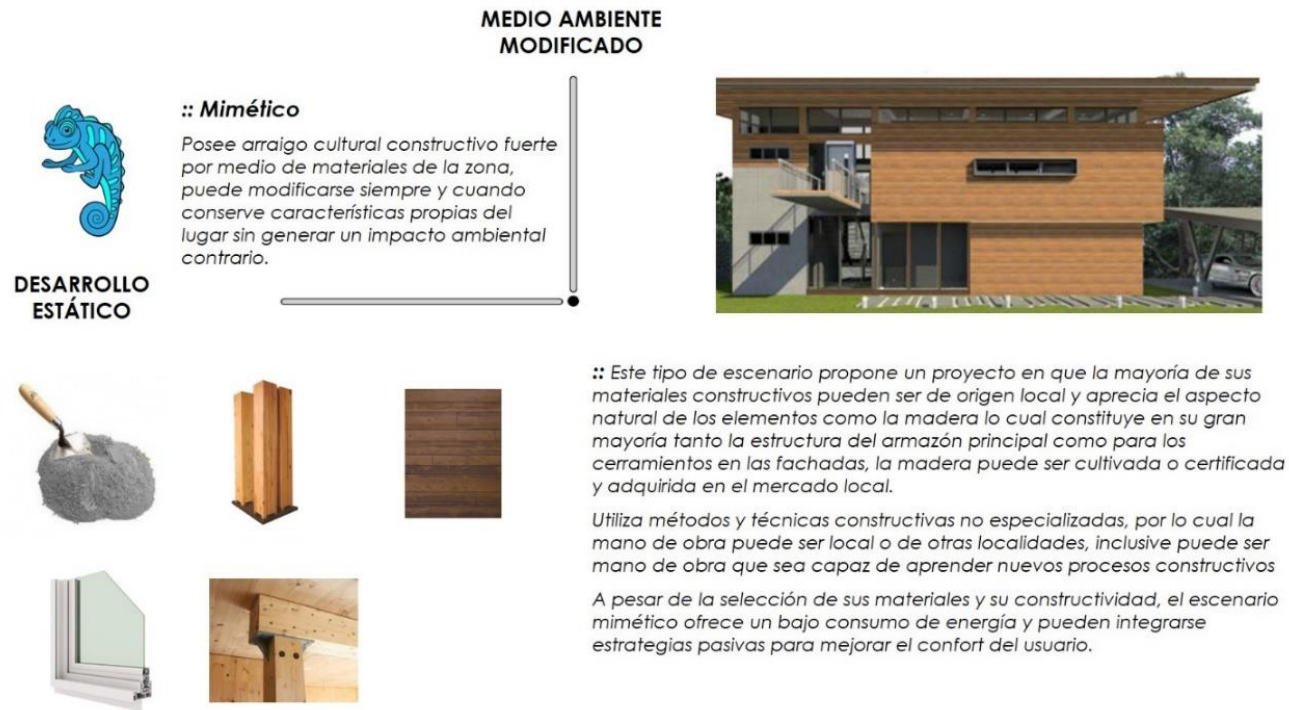 MEDIO AMBIENTE
MODIFICADO
:: Mimético
Posee arraigo cultural constructivo fuerte
por medio de materiales de la zona,
puede modificarse siempre y cuando
conserve características propias del
lugar sin generar un impacto ambiental
contrario.
DESARROLLO
ESTÁTICO
:: Este tipo de escenario propone un proyecto en que la mayoría de sus
materiales constructivos pueden ser de origen local y aprecia el aspecto
natural de los elementos como la madera lo cual constituye en su gran
mayoría tanto la estructura del armazón principal como para los
cerramientos en las fachadas, la madera puede ser cultivada o certificada
y adquirida en el mercado local.
Utiliza métodos y técnicas constructivas no especializadas, por lo cual la
mano de obra puede ser local o de otras localidades, inclusive puede ser
mano de obra que sea capaz de aprender nuevos procesos constructivos
A pesar de la selección de sus materiales y su constructividad, el escenario
mimético ofrece un bajo consumo de energía y pueden integrarse
estrategias pasivas para mejorar el confort del usuario.